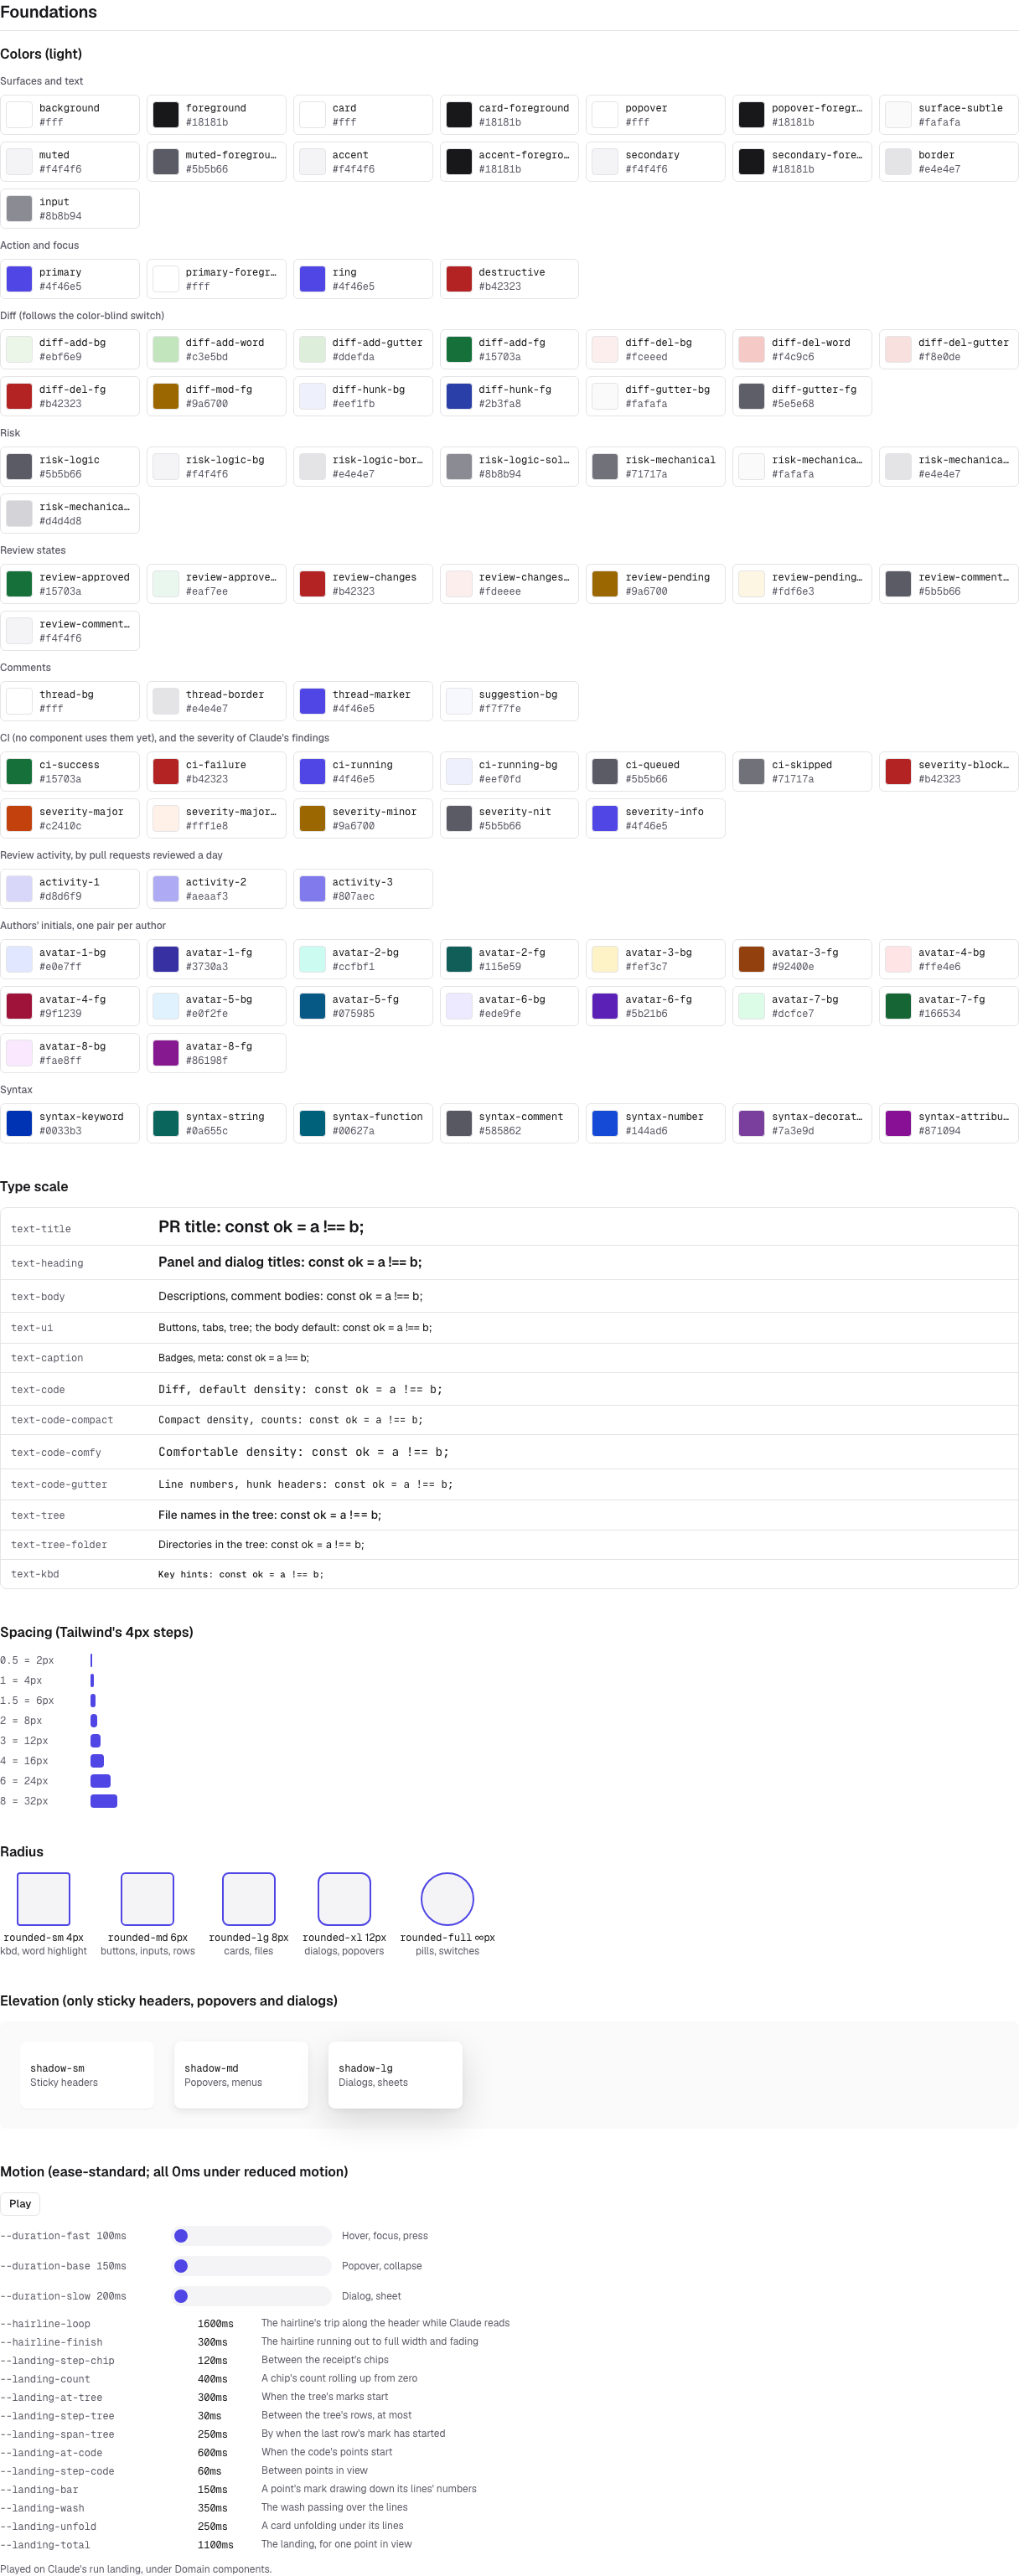 Foundations
Colors (light)
Surfaces and text
background foreground card card-foreground popover popover-foregr… surface-subtle
#fff #18181b #fff #18181b #fff #18181b #fafafa
muted muted-foregrou… accent accent-foregro… secondary secondary-fore… border
#f4f4f6 #5b5b66 #f4f4f6 #18181b #f4f4f6 #18181b #e4e4e7
input
#8b8b94
Action and focus
primary primary-foregr… ring destructive
#4f46e5 #fff #4f46e5 #b42323
Diff (follows the color-blind switch)
diff-add-bg diff-add-word diff-add-gutter diff-add-fg diff-del-bg diff-del-word diff-del-gutter
#ebf6e9 #c3e5bd #ddefda #15703a #fceeed #f4c9c6 #f8e0de
diff-del-fg diff-mod-fg diff-hunk-bg diff-hunk-fg diff-gutter-bg diff-gutter-fg
#b42323 #9a6700 #eef1fb #2b3fa8 #fafafa #5e5e68
Risk
risk-logic risk-logic-bg risk-logic-bor… risk-logic-sol… risk-mechanical risk-mechanica… risk-mechanica…
#5b5b66 #f4f4f6 #e4e4e7 #8b8b94 #71717a #fafafa #e4e4e7
risk-mechanica…
#d4d4d8
Review states
review-approved review-approve… review-changes review-changes… review-pending review-pending… review-comment…
#15703a #eaf7ee #b42323 #fdeeee #9a6700 #fdf6e3 #5b5b66
review-comment…
#f4f4f6
Comments
thread-bg thread-border thread-marker suggestion-bg
#fff #e4e4e7 #4f46e5 #f7f7fe
CI (no component uses them yet), and the severity of Claude's findings
ci-success ci-failure ci-running ci-running-bg ci-queued ci-skipped severity-block…
#15703a #b42323 #4f46e5 #eef0fd #5b5b66 #71717a #b42323
severity-major severity-major… severity-minor severity-nit severity-info
#c2410c #fff1e8 #9a6700 #5b5b66 #4f46e5
Review activity, by pull requests reviewed a day
activity-1 activity-2 activity-3
#d8d6f9 #aeaaf3 #807aec
Authors' initials, one pair per author
avatar-1-bg avatar-1-fg avatar-2-bg avatar-2-fg avatar-3-bg avatar-3-fg avatar-4-bg
#e0e7ff #3730a3 #ccfbf1 #115e59 #fef3c7 #92400e #ffe4e6
avatar-4-fg avatar-5-bg avatar-5-fg avatar-6-bg avatar-6-fg avatar-7-bg avatar-7-fg
#9f1239 #e0f2fe #075985 #ede9fe #5b21b6 #dcfce7 #166534
avatar-8-bg avatar-8-fg
#fae8ff #86198f
Syntax
syntax-keyword syntax-string syntax-function syntax-comment syntax-number syntax-decorat… syntax-attribu…
#0033b3 #0a655c #00627a #585862 #144ad6 #7a3e9d #871094
Type scale
text-title PR title: const ok = a !== b;
text-heading Panel and dialog titles: const ok = a !== b;
text-body Descriptions, comment bodies: const ok = a !== b;
text-ui Buttons, tabs, tree; the body default: const ok = a !== b;
text-caption Badges, meta: const ok = a !== b;
text-code Diff, default density: const ok = a !== b;
text-code-compact Compact density, counts: const ok = a !== b;
text-code-comfy Comfortable density: const ok = a !== b;
text-code-gutter Line numbers, hunk headers: const ok = a !== b;
text-tree File names in the tree: const ok = a !== b;
text-tree-folder Directories in the tree: const ok = a !== b;
text-kbd Key hints: const ok = a !== b;
Spacing (Tailwind's 4px steps)
0.5 = 2px
1 = 4px
1.5 = 6px
2 = 8px
3 = 12px
4 = 16px
6 = 24px
8 = 32px
Radius
rounded-sm 4px rounded-md 6px rounded-lg 8px rounded-xl 12px rounded-full ∞px
kbd, word highlight buttons, inputs, rows cards, files dialogs, popovers pills, switches
Elevation (only sticky headers, popovers and dialogs)
shadow-sm shadow-md shadow-lg
Sticky headers Popovers, menus Dialogs, sheets
Motion (ease-standard; all 0ms under reduced motion)
Play
--duration-fast 100ms Hover, focus, press
--duration-base 150ms Popover, collapse
--duration-slow 200ms Dialog, sheet
--hairline-loop 1600ms The hairline's trip along the header while Claude reads
--hairline-finish 300ms The hairline running out to full width and fading
--landing-step-chip 120ms Between the receipt's chips
--landing-count 400ms A chip's count rolling up from zero
--landing-at-tree 300ms When the tree's marks start
--landing-step-tree 30ms Between the tree's rows, at most
--landing-span-tree 250ms By when the last row's mark has started
--landing-at-code 600ms When the code's points start
--landing-step-code 60ms Between points in view
--landing-bar 150ms A point's mark drawing down its lines' numbers
--landing-wash 350ms The wash passing over the lines
--landing-unfold 250ms A card unfolding under its lines
--landing-total 1100ms The landing, for one point in view
Played on Claude's run landing, under Domain components.